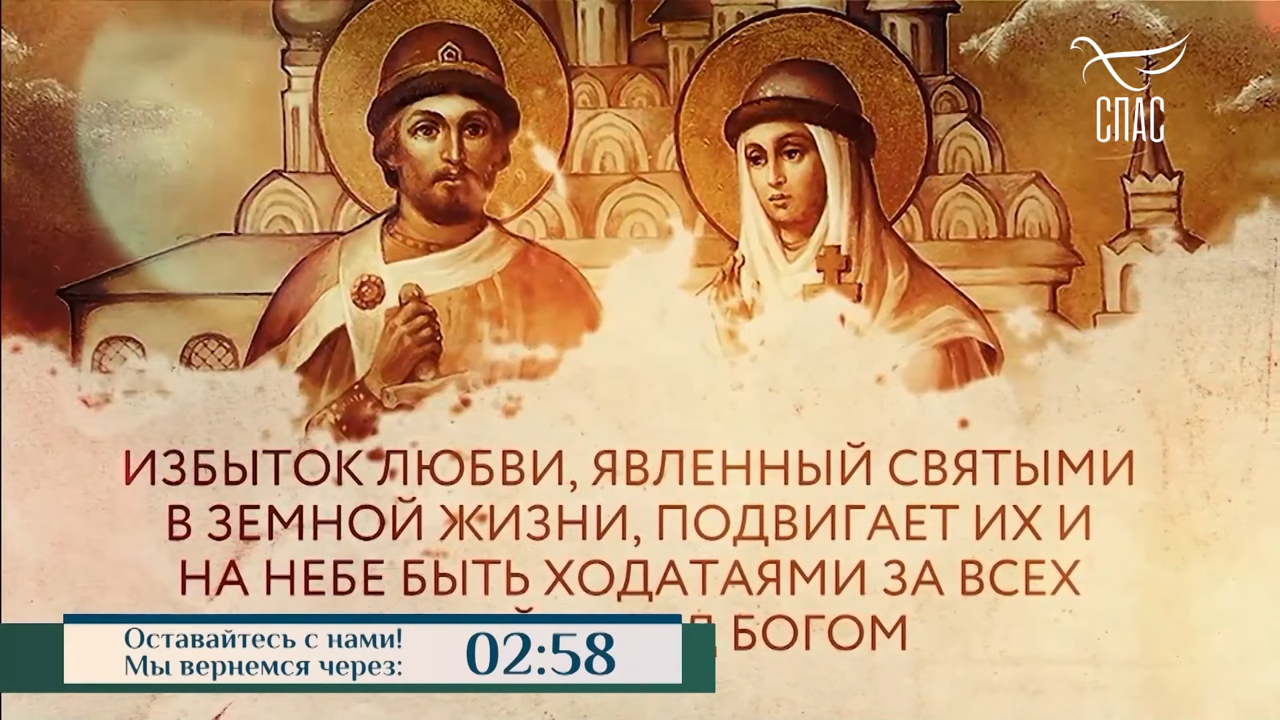 СПАС
ИЗБЫТОК ЛЮБВИ, ЯВЛЕННЫЙ СВЯТЫМИ
В ЗЕМНОЙ ЖИЗНИ, ПОДВИГАЕТ ИХ И
НА НЕБЕ БЫТЬ ХОДАТАЯМИ ЗА ВСЕХ
БОГОМ
Оставайтесь с нами!
Мы вернемся через:
02:58